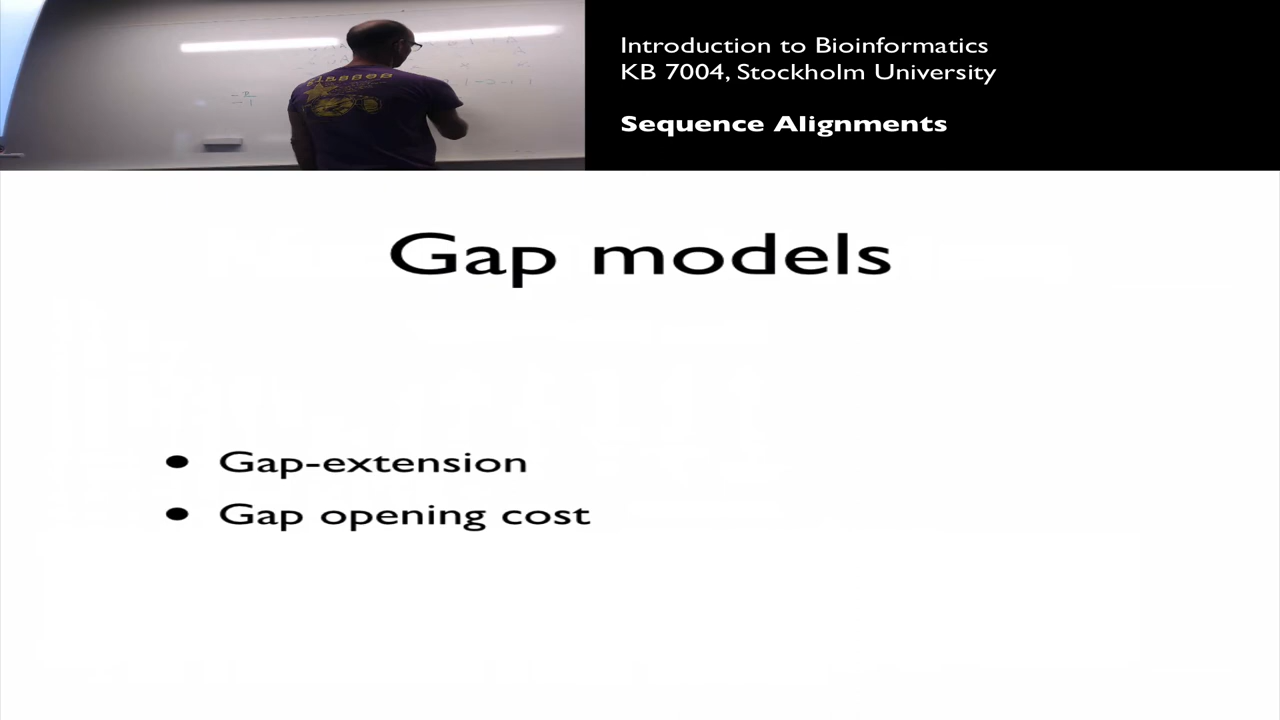 Introduction to Bioinformatics
KB 7004, Stockholm University
Sequence Alignments
Gap models
• Gap-extension
• Gap opening cost